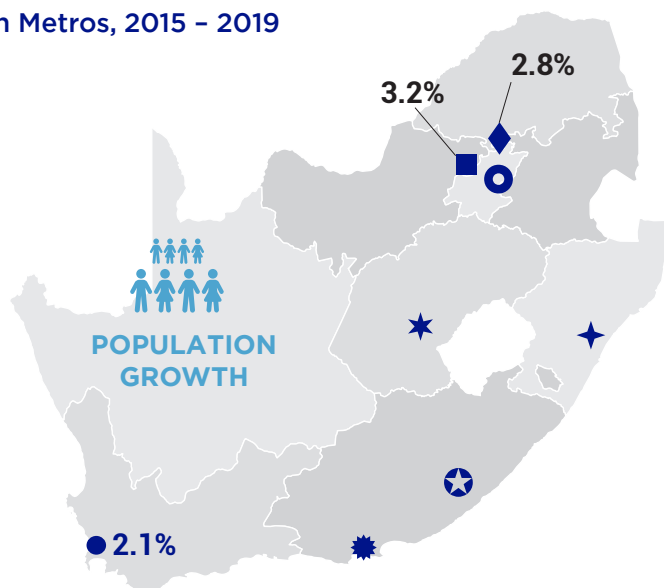 n Metros, 2015 – 2019
2.8%
3.2%
POPULATION
GROWTH
2.1%